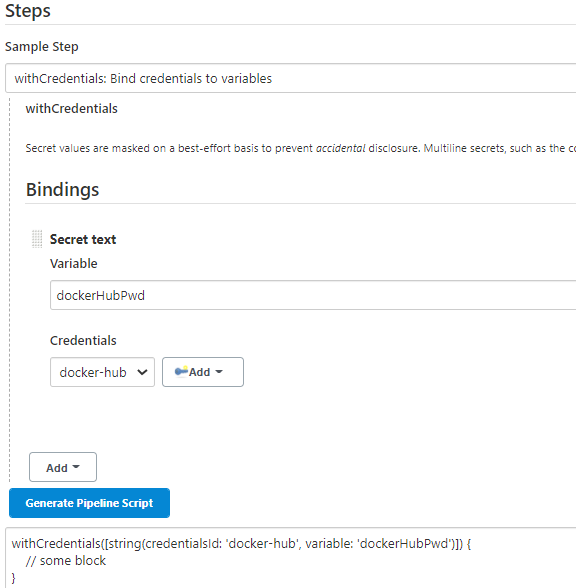 Steps
Sample Step
withCredentials: Bind credentials to variables
withCredentials
Secret values are masked on a best-effort basis to prevent accidental disclosure. Multiline secrets, such as the
Bindings
Secret text
Variable
dockerHubPwd
Credentials
docker-hub
Add
Add
Generate Pipeline Script
withCredentials([string(credentialsId: 'docker-hub', variable: 'dockerHubPwd')]) {
// some block
}